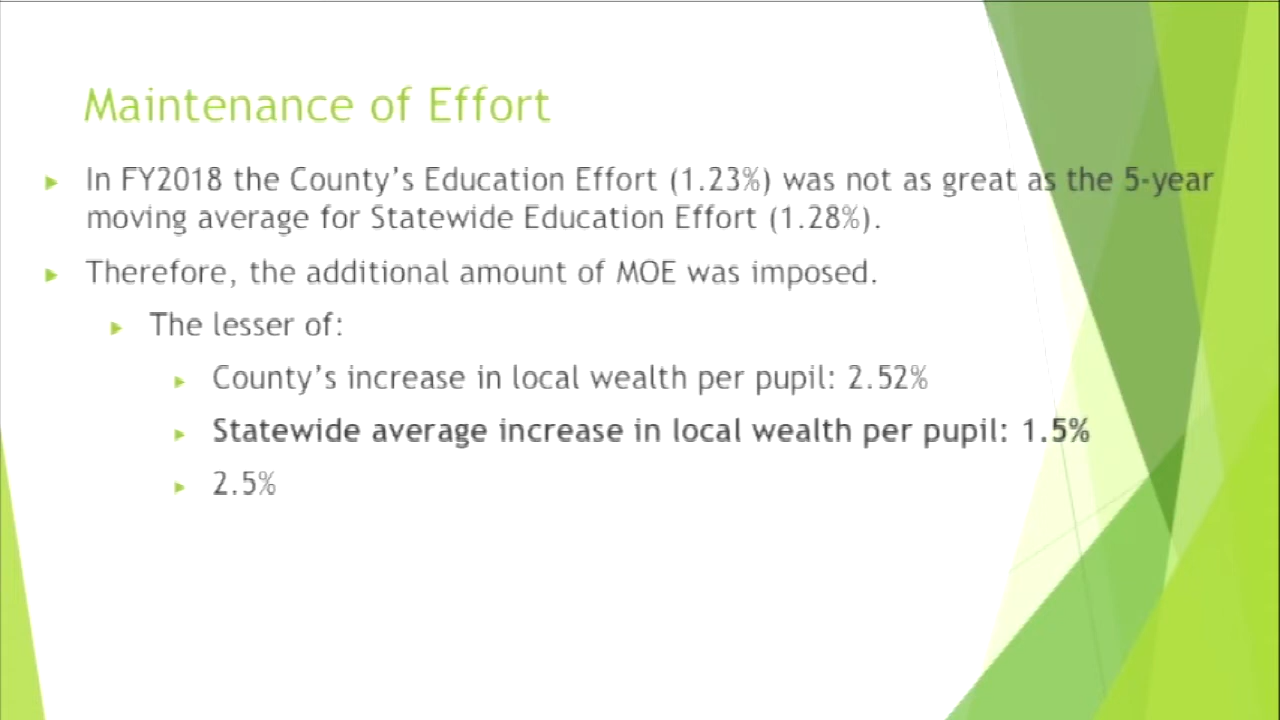 Maintenance of Effort
In FY2018 the County's Education Effort (1.23%) was not as great as the 5-year
moving average for Statewide Education Effort (1.28%).
Therefore, the additional amount of MOE was imposed.
The lesser of:
County's increase in local wealth per pupil: 2.52%
Statewide average increase in local wealth per pupil: 1.5%
2.5%